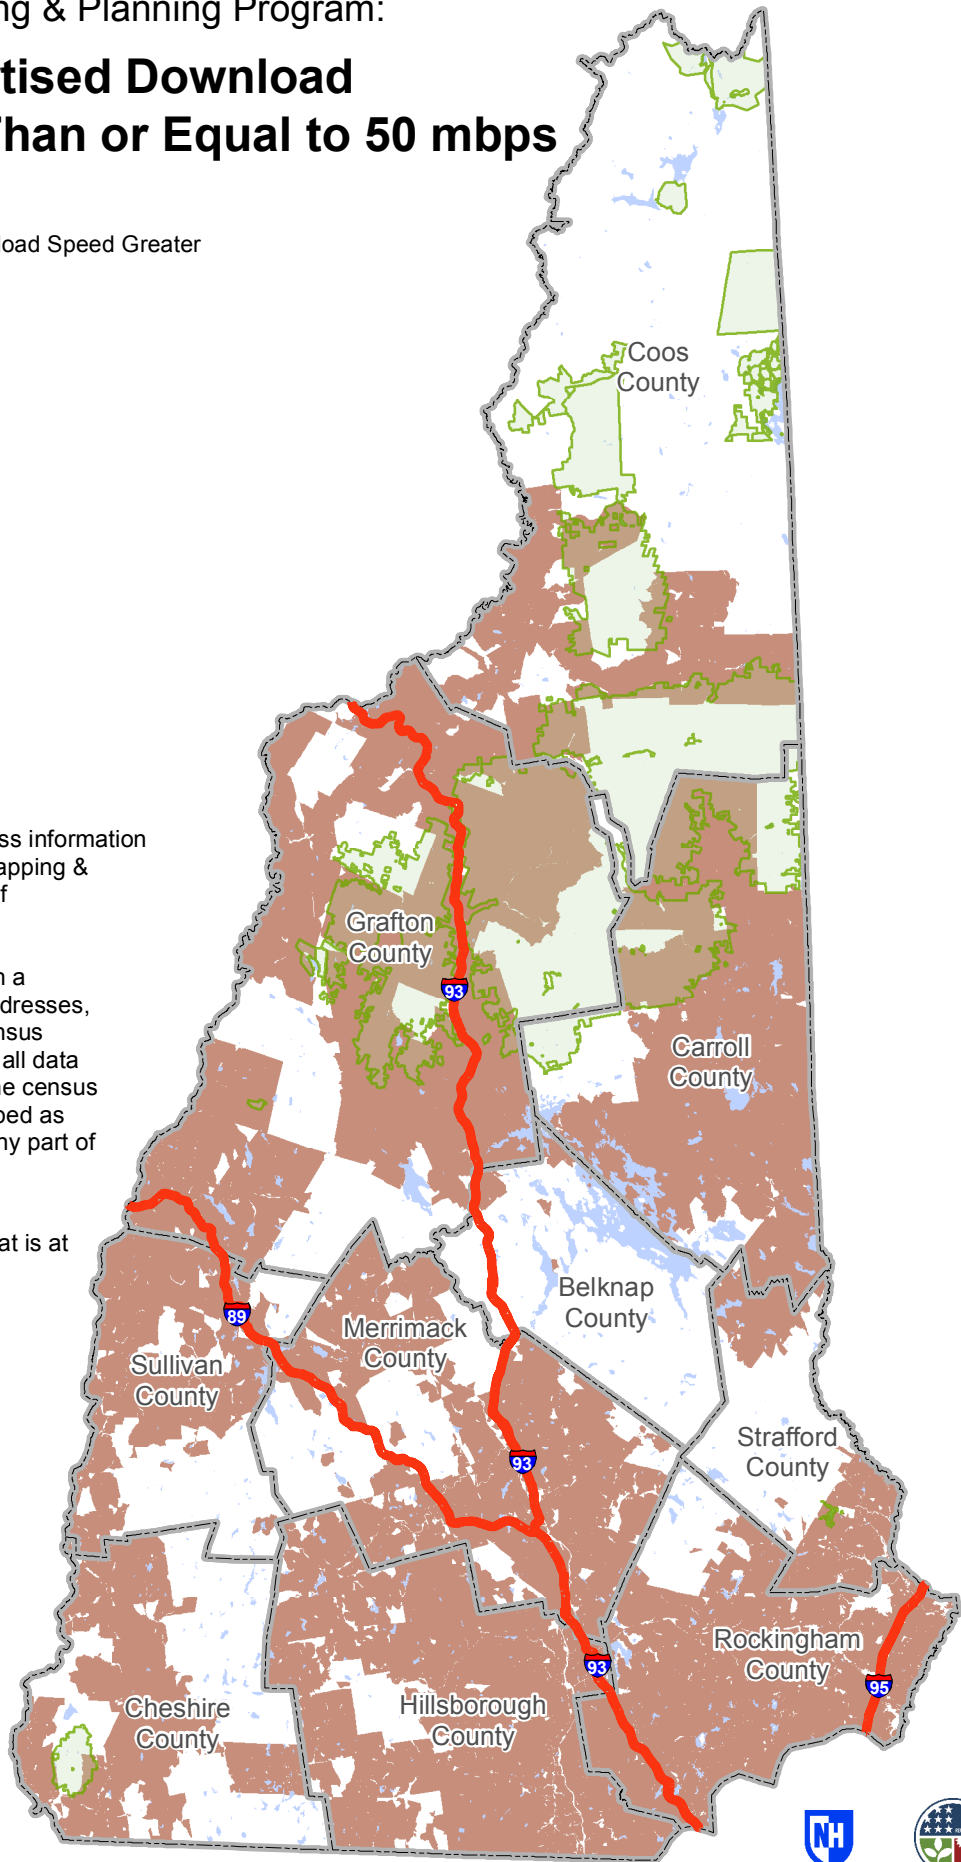 ng & Planning Program:
tised Download
Than or Equal to 50 mbps
load Speed Greater
Coos
County
ss information
apping &
f
Grafton
County
93
n a
dresses,
nsus
all data
ne census
bed as
ny part of
Carroll
County
at is at
Belknap
County
89
Merrimack
County
Sullivan
County
Strafford
County
93
Rockingham
County
93
95
Cheshire
County
Hillsborough
County
NH